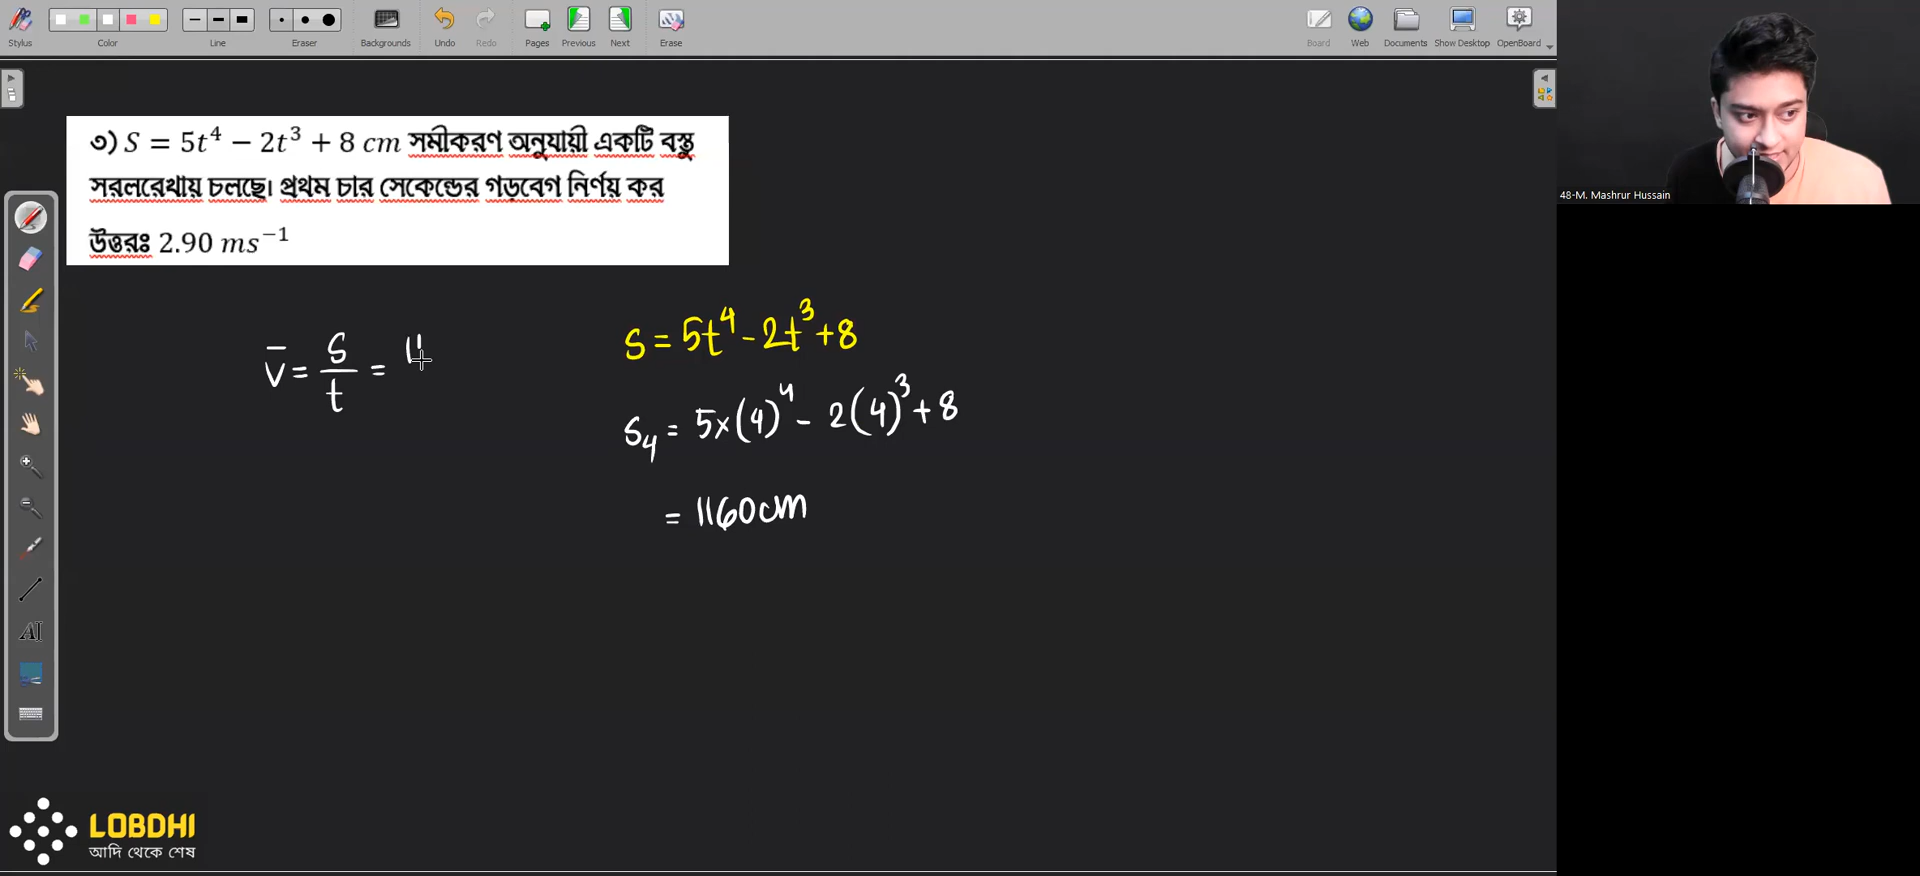 Stylus
Color
Line
Eraser
Backgrounds
Undo
Redo
Pages
Previous
Next
Erase
Board
Web
Documents
Show Desktop
OpenBoard
৩) S = 5t⁴ − 2t³ + 8 cm সমীকরণ অনুযায়ী একটি বস্তু
সরলরেখায় চলছে। প্রথম চার সেকেন্ডের গড়বেগ নির্ণয় কর
উত্তরঃ 2.90 ms⁻¹
48-M. Mashrur Hussain
v̄ = S/t = 11
S = 5t⁴ - 2t³ + 8
S₄ = 5×(4)⁴ - 2(4)³ + 8
= 1160cm
AI
LOBDHI
আদি থেকে শেষ